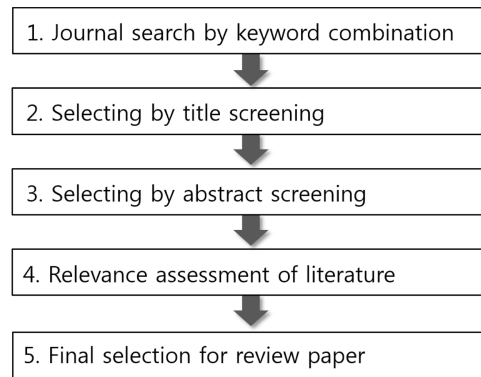 1. Journal search by keyword combination
2. Selecting by title screening
3. Selecting by abstract screening
4. Relevance assessment of literature
5. Final selection for review paper